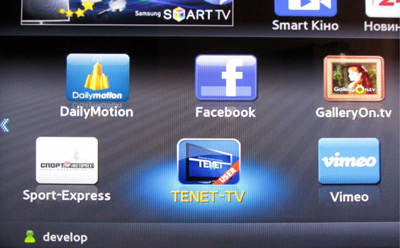 Samsung SMART TV
Smart Кіно
Новин
Dailymotion
f
GalleryOn.tv
DailyMotion
Facebook
GalleryOn.tv
СПОРТ ЭКСПРЕСС
TENET
USER
vimeo
Sport-Express
TENET-TV
Vimeo
develop